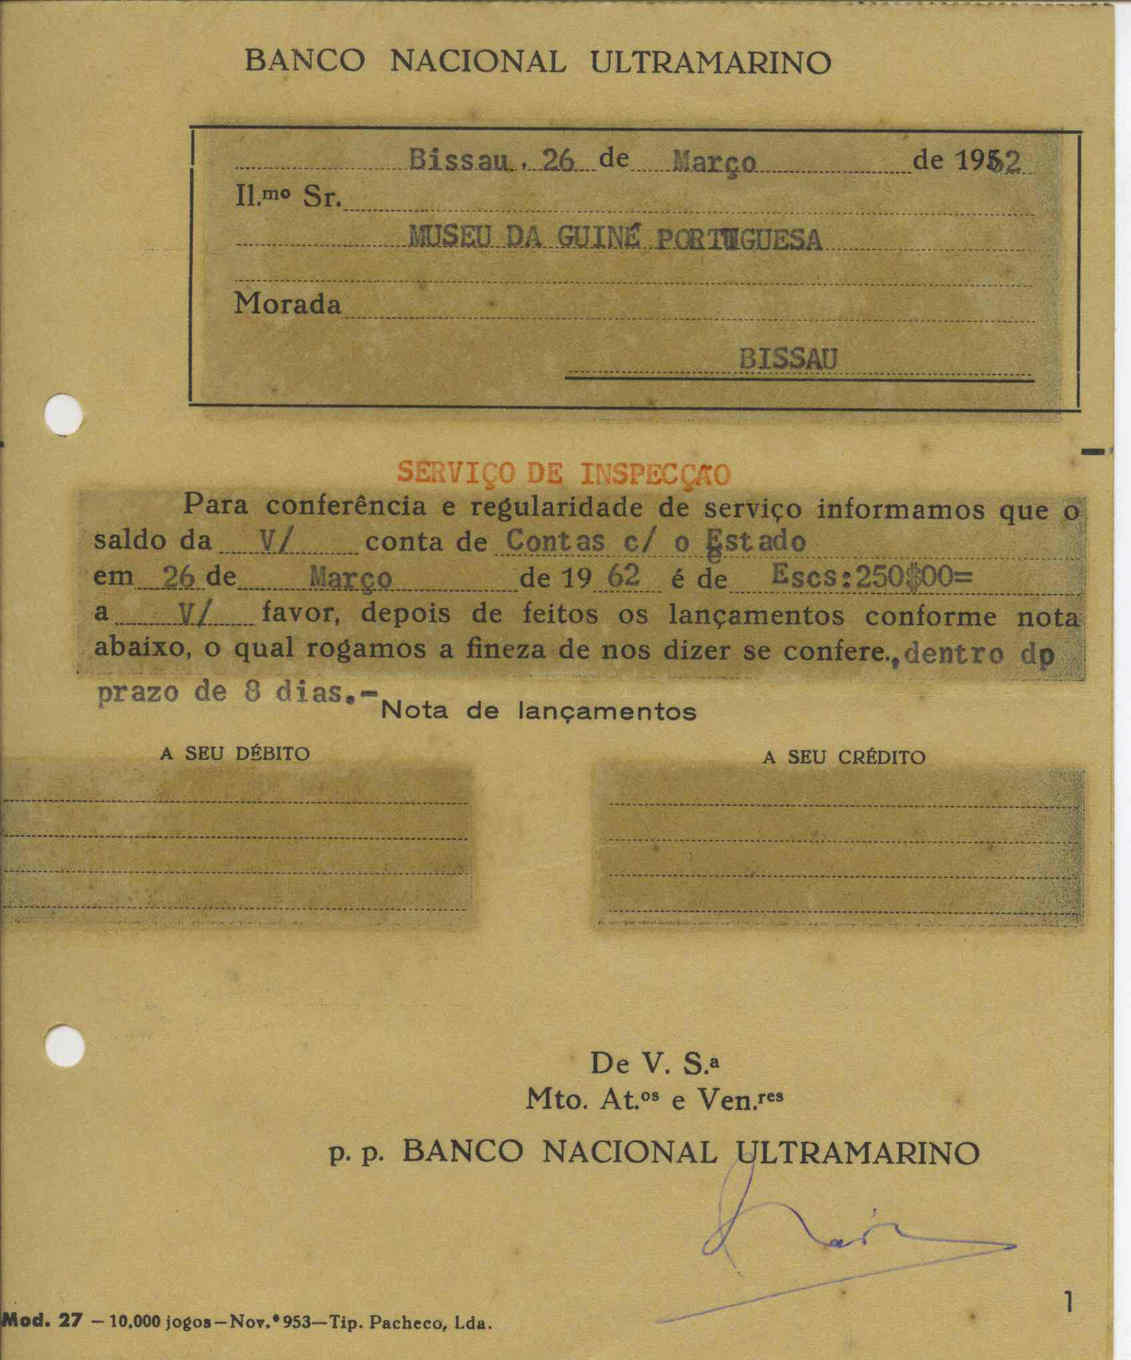 BANCO NACIONAL ULTRAMARINO
Bissau, 26 de Março de 1962
Il.mo Sr.
MUSEU DA GUINÉ PORTUGUESA
Morada
BISSAU
SERVIÇO DE INSPECÇÃO
Para conferência e regularidade de serviço informamos que o
saldo da V/ conta de Contas c/ o Estado
em 26 de Março de 1962 é de Escs:250$00=
a V/ favor, depois de feitos os lançamentos conforme nota
abaixo, o qual rogamos a fineza de nos dizer se confere.,dentro do
prazo de 8 dias.-
Nota de lançamentos
A SEU DÉBITO A SEU CRÉDITO
De V. S.ª
Mto. At.os e Ven.res
p. p. BANCO NACIONAL ULTRAMARINO
1
Mod. 27 – 10,000 jogos–Nov.º 953–Tip. Pacheco, Lda.